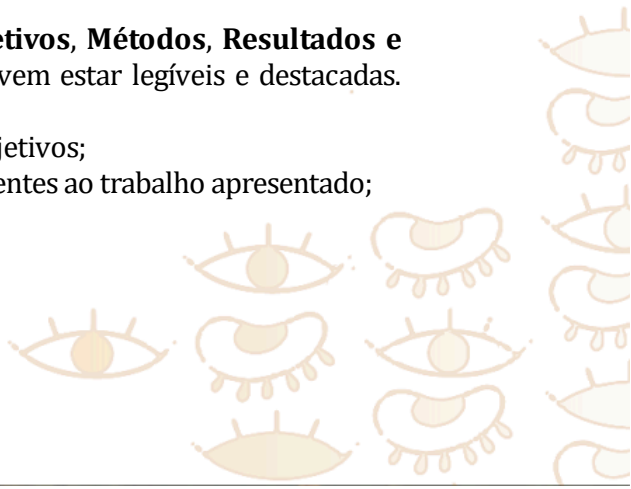 etivos, Métodos, Resultados e
vem estar legíveis e destacadas.
jetivos;
entes ao trabalho apresentado;